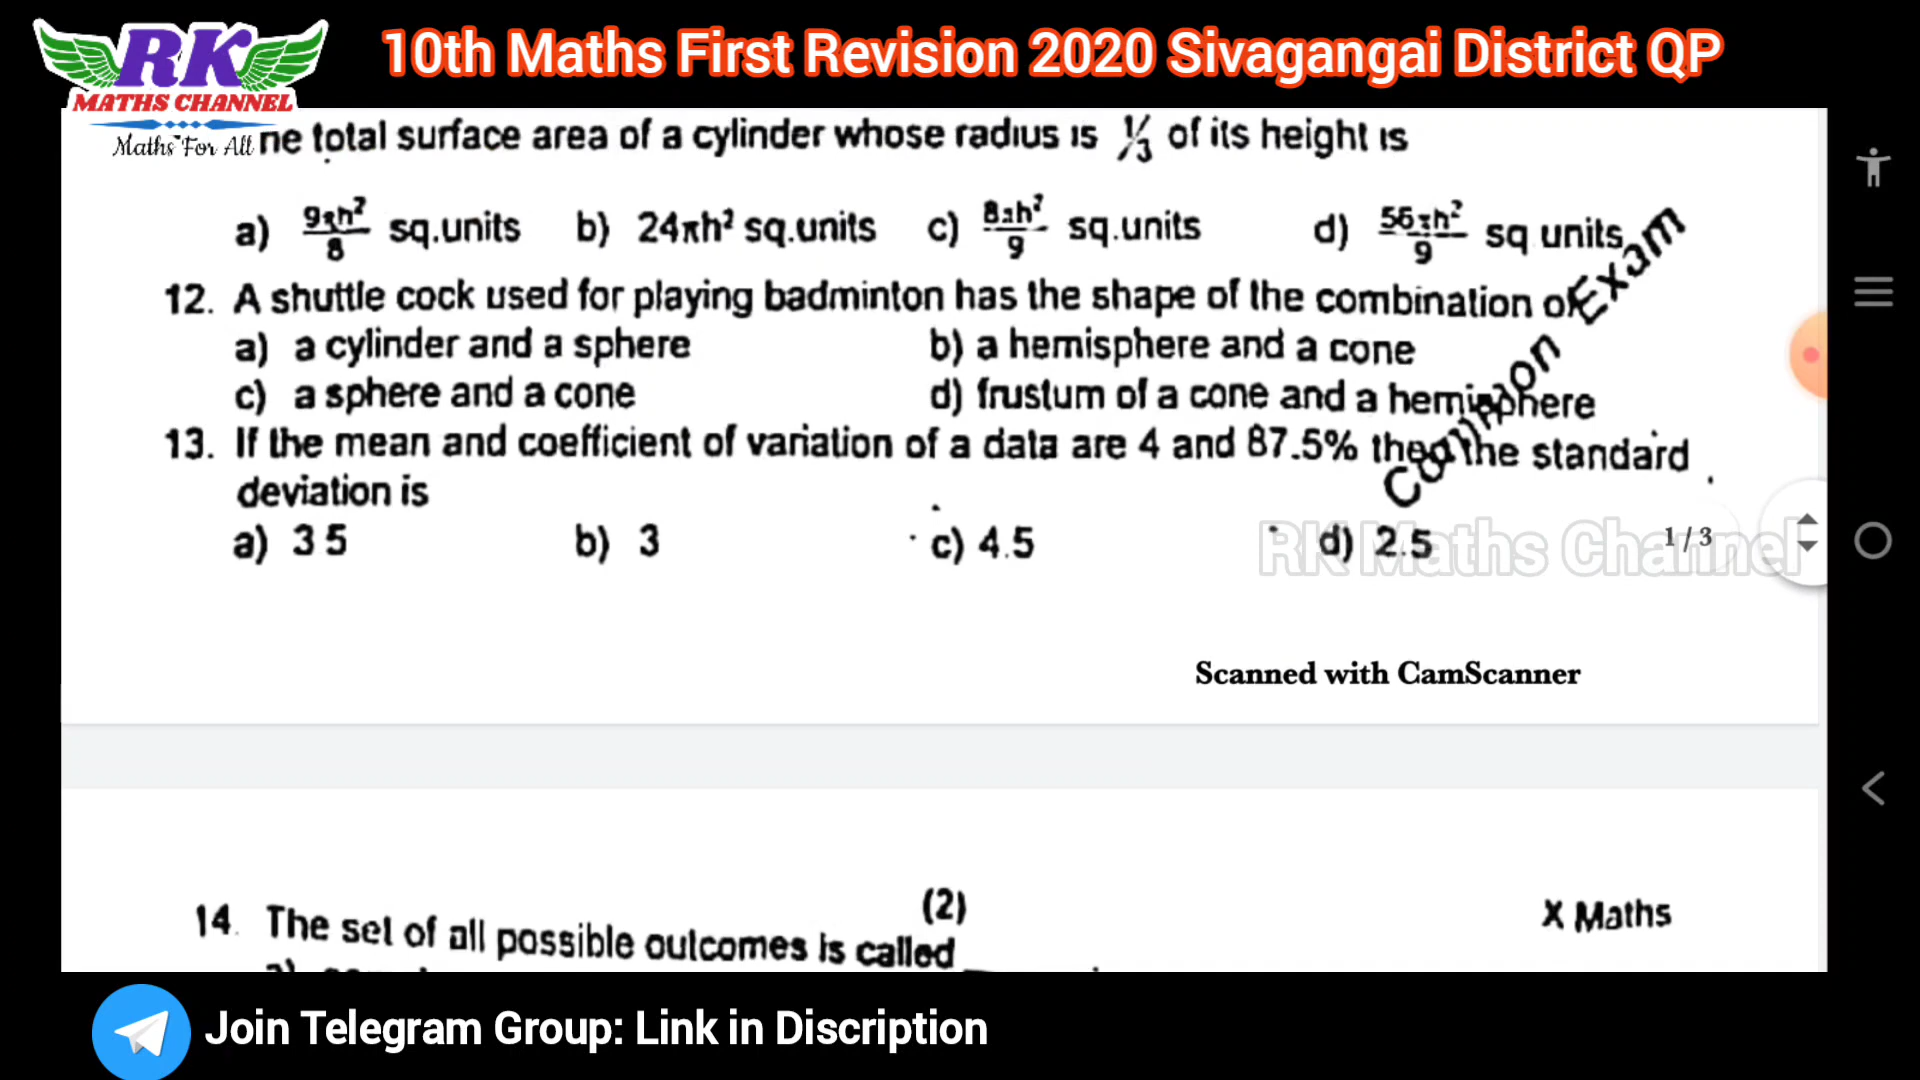 RK
MATHS CHANNEL
Maths For All
10th Maths First Revision 2020 Sivagangai District QP
ne total surface area of a cylinder whose radius is 1/3 of its height is
a) 9πh²/8 sq.units b) 24πh² sq.units c) 8πh²/9 sq.units d) 56πh²/9 sq units
12. A shuttle cock used for playing badminton has the shape of the combination of
a) a cylinder and a sphere b) a hemisphere and a cone
c) a sphere and a cone d) frustum of a cone and a hemisphere
13. If the mean and coefficient of variation of a data are 4 and 87.5% then the standard
deviation is
a) 3 5 b) 3 c) 4.5 d) 2.5
Common Exam
RK Maths Channel
1 / 3
Scanned with CamScanner
(2)
X Maths
14. The set of all possible outcomes is called
Join Telegram Group: Link in Discription